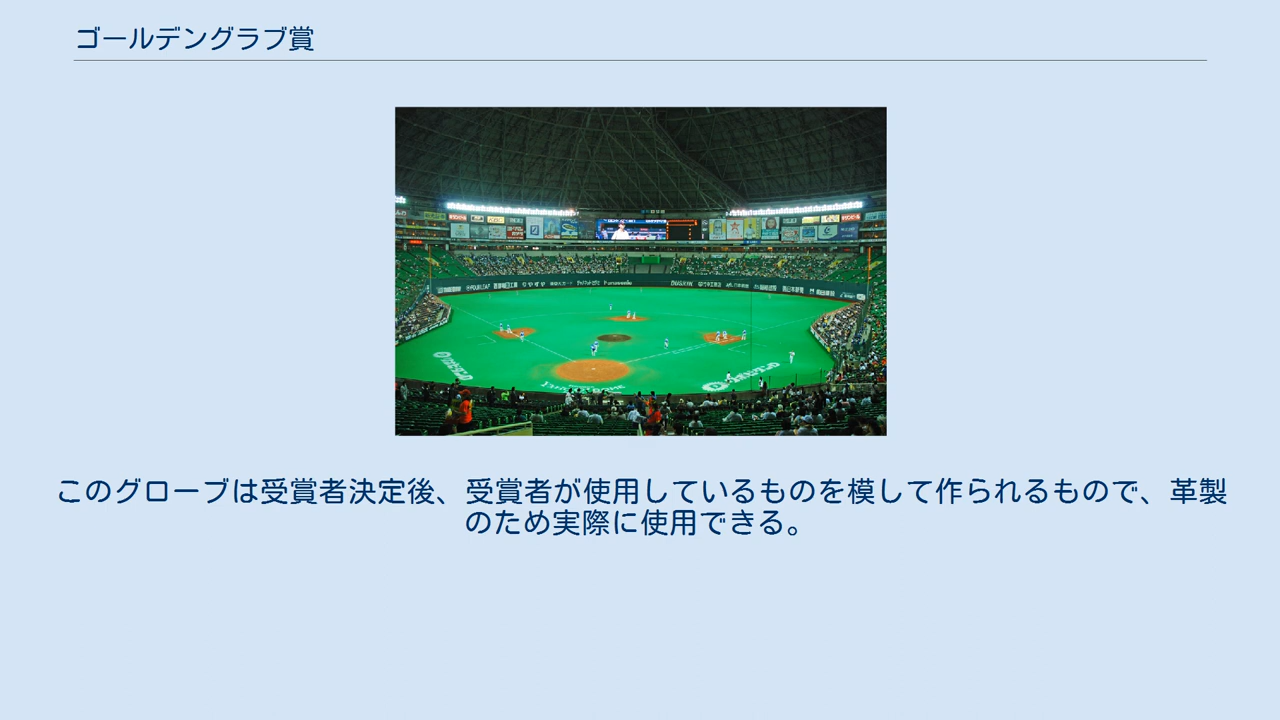 ゴールデングラブ賞
このグローブは受賞者決定後、受賞者が使用しているものを模して作られるもので、革製
のため実際に使用できる。